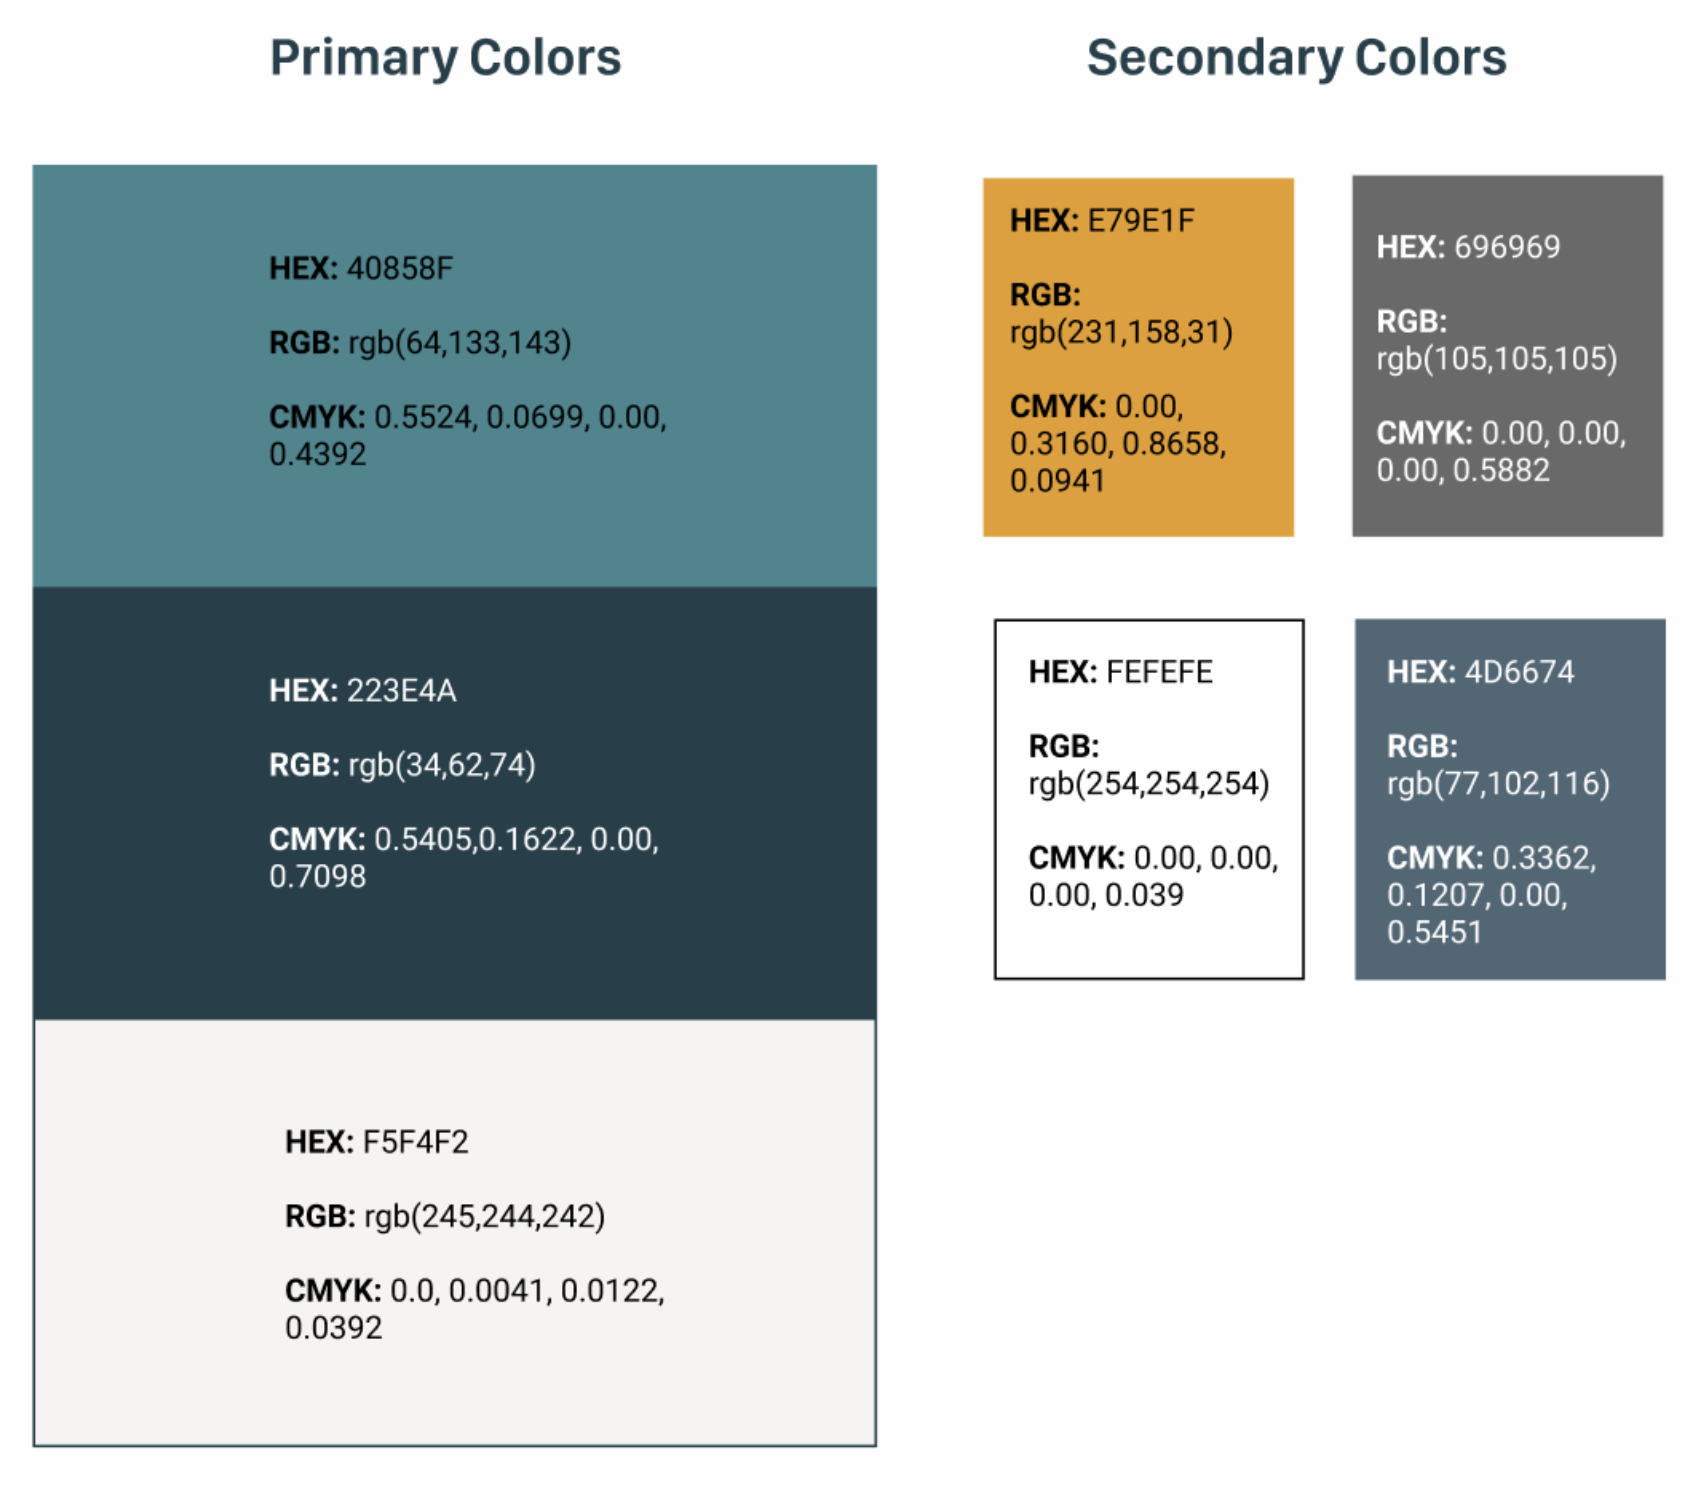 Primary Colors
HEX: 40858F
RGB: rgb(64,133,143)
CMYK: 0.5524, 0.0699, 0.00,
0.4392
HEX: 223E4A
RGB: rgb(34,62,74)
CMYK: 0.5405,0.1622, 0.00,
0.7098
HEX: F5F4F2
RGB: rgb(245,244,242)
CMYK: 0.0, 0.0041, 0.0122,
0.0392
Secondary Colors
HEX: E79E1F
RGB:
rgb(231,158,31)
CMYK: 0.00,
0.3160, 0.8658,
0.0941
HEX: 696969
RGB:
rgb(105,105,105)
CMYK: 0.00, 0.00,
0.00, 0.5882
HEX: FEFEFE
RGB:
rgb(254,254,254)
CMYK: 0.00, 0.00,
0.00, 0.039
HEX: 4D6674
RGB:
rgb(77,102,116)
CMYK: 0.3362,
0.1207, 0.00,
0.5451